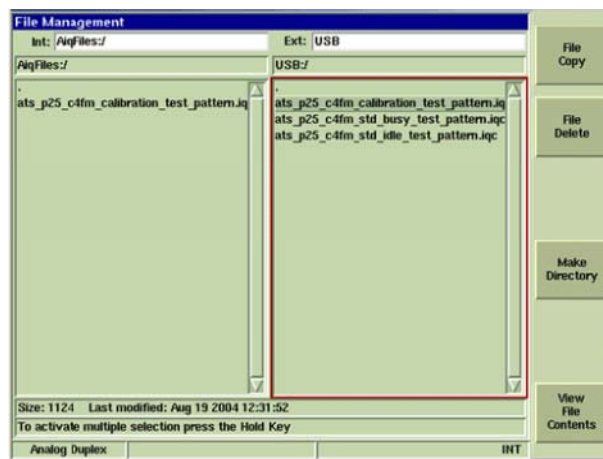 File Management
Int: AiqFiles:/ Ext: USB
AiqFiles:/ USB:/
.
ats_p25_c4fm_calibration_test_pattern.iq
.
ats_p25_c4fm_calibration_test_pattern.iq
ats_p25_c4fm_std_busy_test_pattern.iqc
ats_p25_c4fm_std_idle_test_pattern.iqc
Size: 1124 Last modified: Aug 19 2004 12:31:52
To activate multiple selection press the Hold Key
Analog Duplex INT
File
Copy
File
Delete
Make
Directory
View
File
Contents